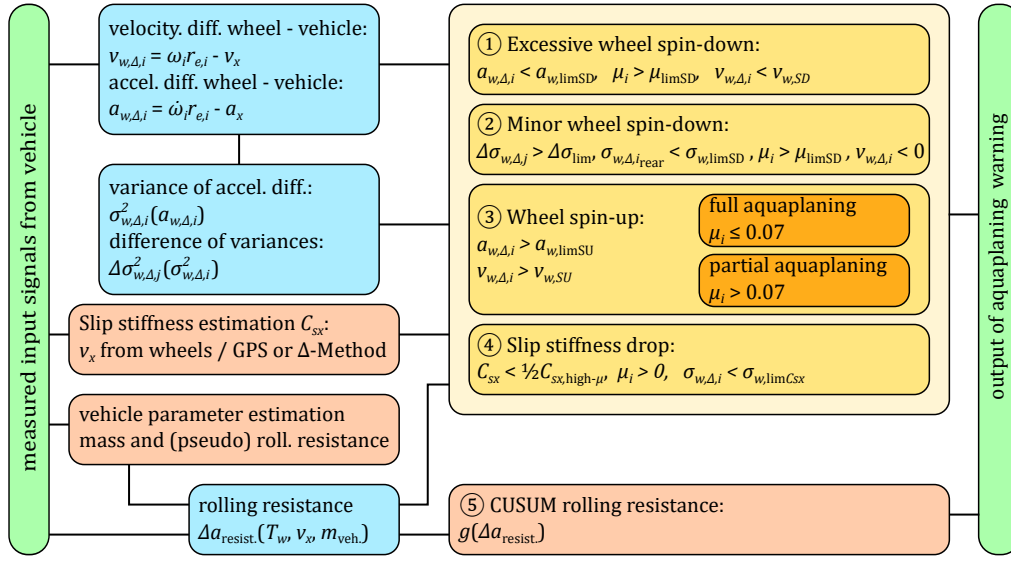 measured input signals from vehicle
velocity. diff. wheel - vehicle:
v_{w,Δ,i} = ω_i r_{e,i} - v_x
accel. diff. wheel - vehicle:
a_{w,Δ,i} = ω̇_i r_{e,i} - a_x
variance of accel. diff.:
σ²_{w,Δ,i}(a_{w,Δ,i})
difference of variances:
Δσ²_{w,Δ,j}(σ²_{w,Δ,i})
Slip stiffness estimation C_{sx}:
v_x from wheels / GPS or Δ-Method
vehicle parameter estimation
mass and (pseudo) roll. resistance
rolling resistance
Δa_{resist.}(T_w, v_x, m_{veh.})
① Excessive wheel spin-down:
a_{w,Δ,i} < a_{w,limSD}, μ_i > μ_{limSD}, v_{w,Δ,i} < v_{w,SD}
② Minor wheel spin-down:
Δσ_{w,Δ,j} > Δσ_{lim}, σ_{w,Δ,i_{rear}} < σ_{w,limSD} , μ_i > μ_{limSD} , v_{w,Δ,i} < 0
③ Wheel spin-up:
a_{w,Δ,i} > a_{w,limSU}
v_{w,Δ,i} > v_{w,SU}
full aquaplaning
μ_i ≤ 0.07
partial aquaplaning
μ_i > 0.07
④ Slip stiffness drop:
C_{sx} < ½C_{sx,high-μ}, μ_i > 0, σ_{w,Δ,i} < σ_{w,limCsx}
⑤ CUSUM rolling resistance:
g(Δa_{resist.})
output of aquaplaning warning